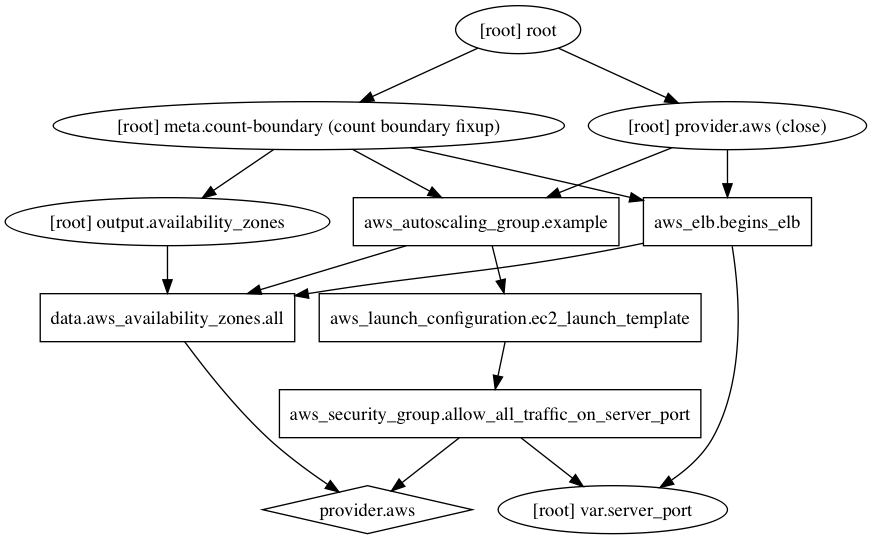 [root] root
[root] meta.count-boundary (count boundary fixup)
[root] provider.aws (close)
[root] output.availability_zones
aws_autoscaling_group.example
aws_elb.begins_elb
data.aws_availability_zones.all
aws_launch_configuration.ec2_launch_template
aws_security_group.allow_all_traffic_on_server_port
provider.aws
[root] var.server_port